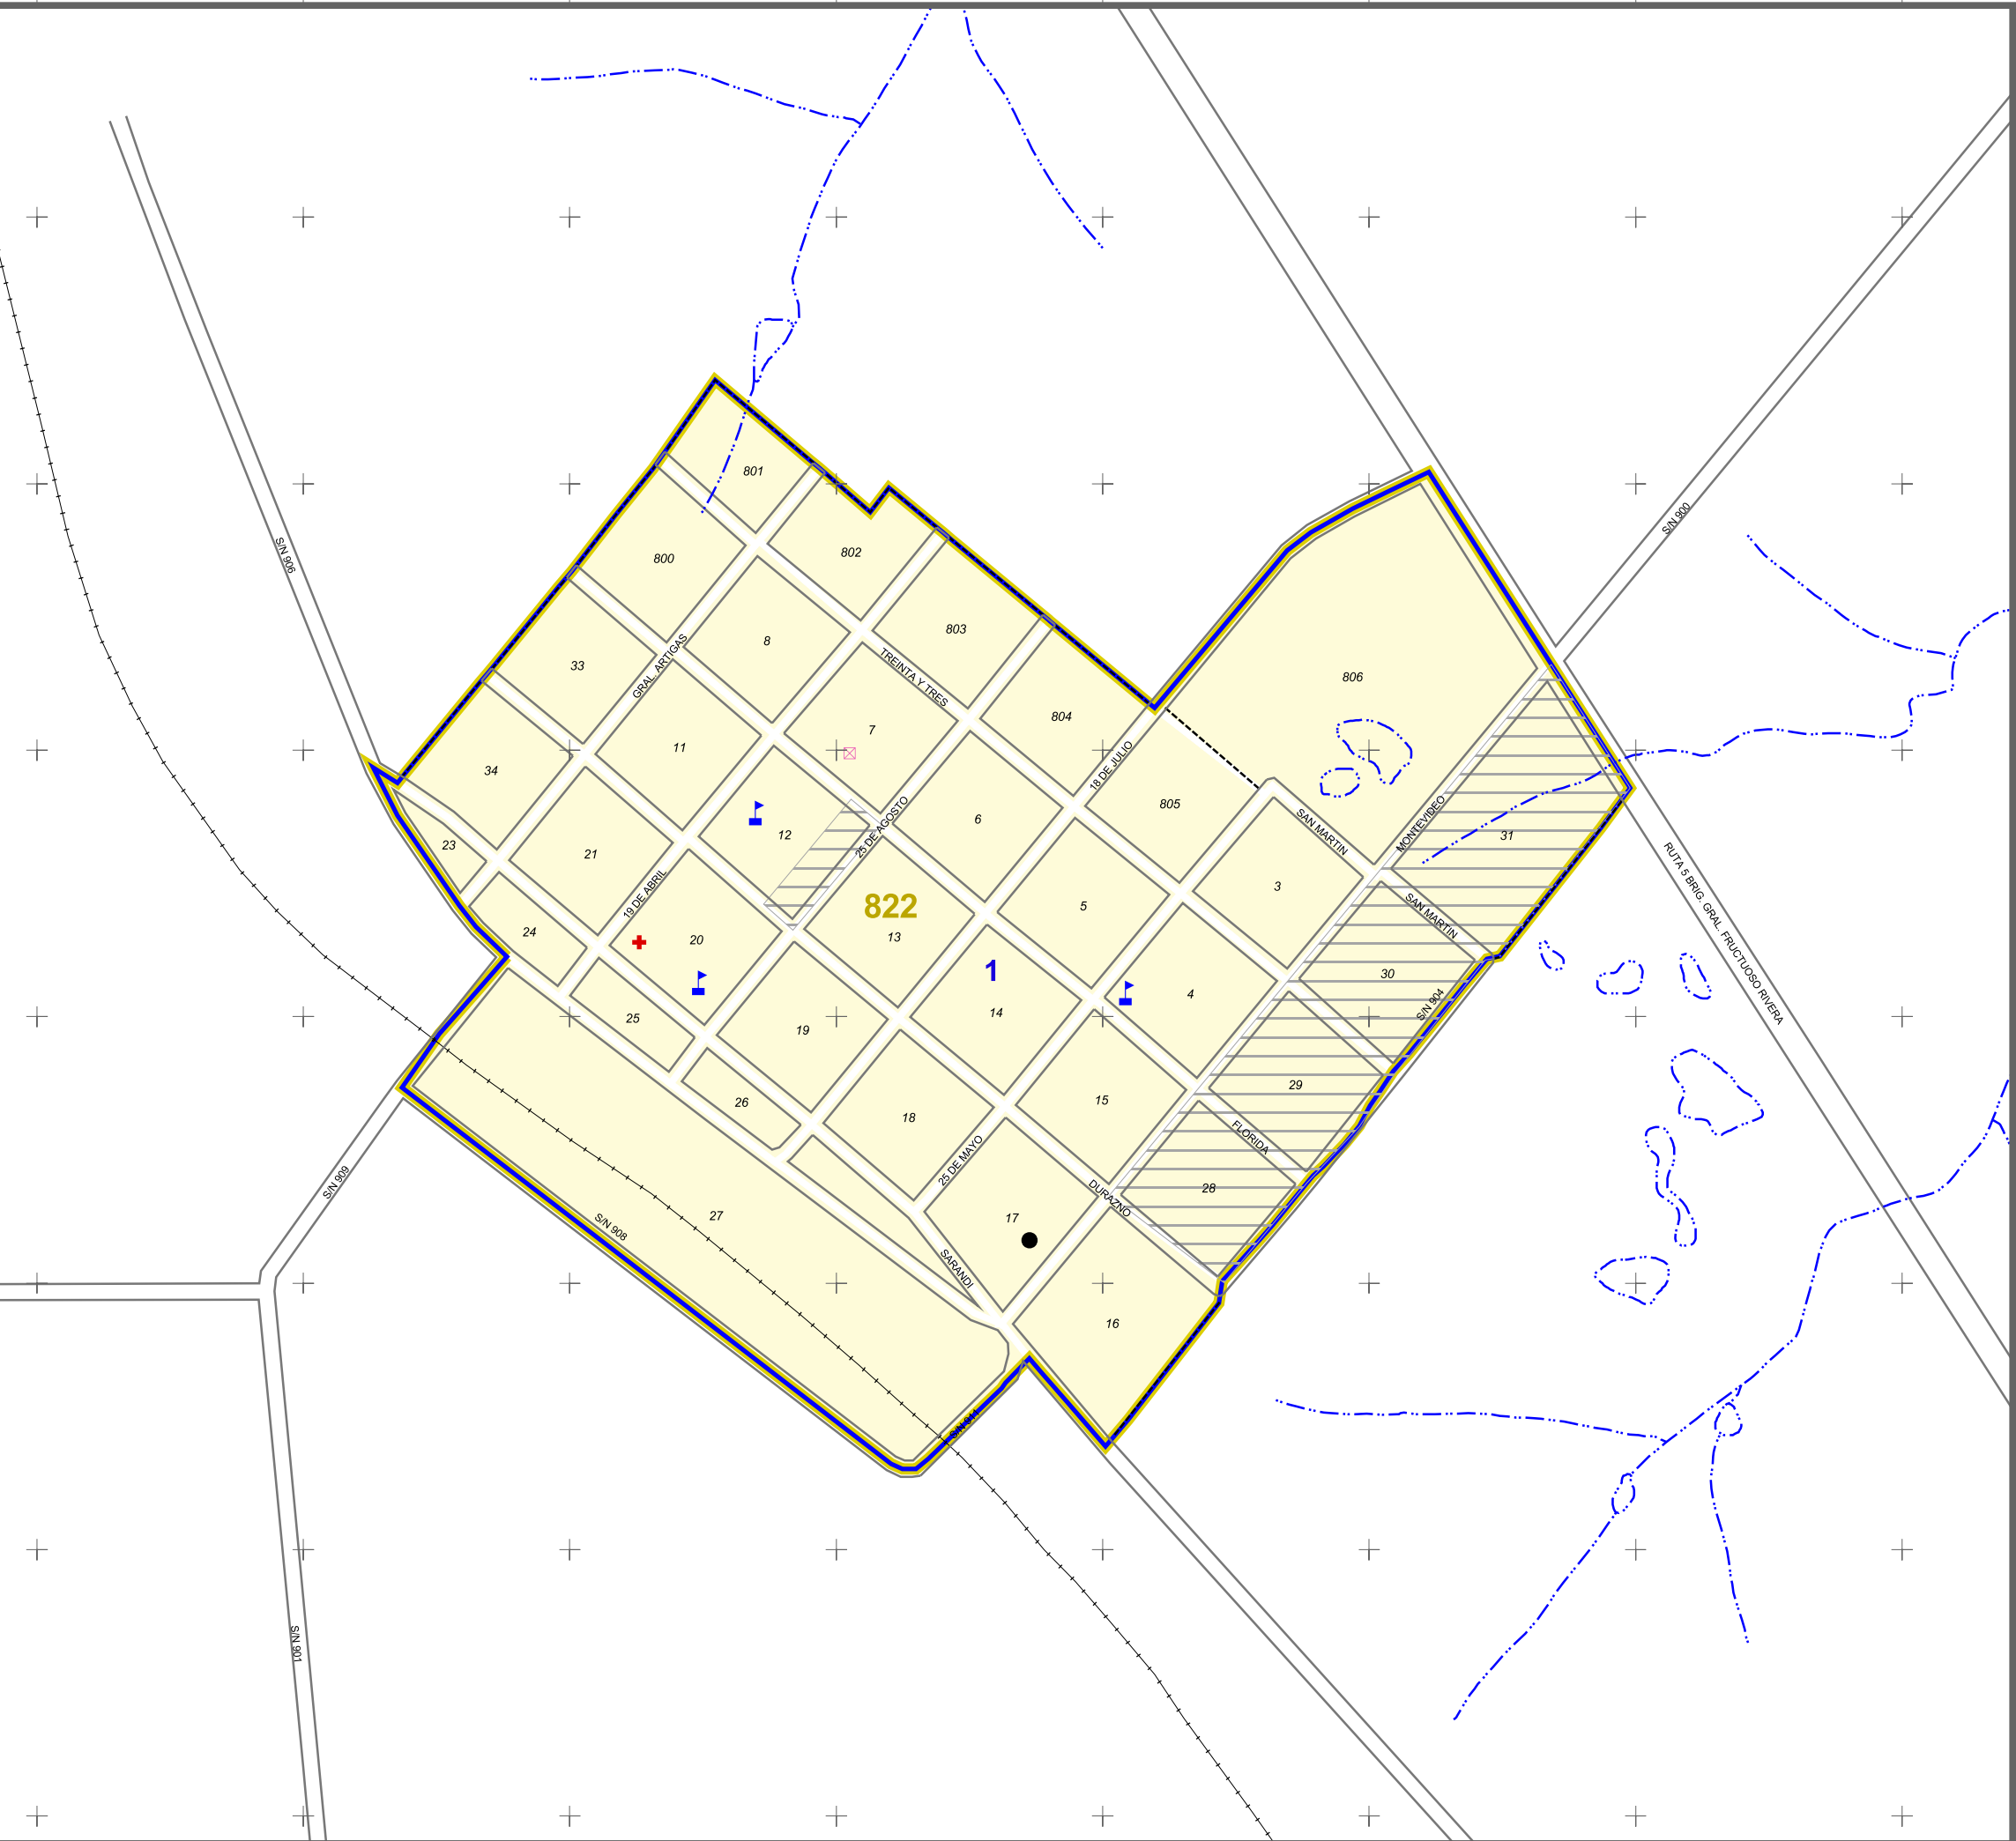 801
S/N 900
S/N 906
802
800
803
8
33
GRAL. ARTIGAS
TREINTA Y TRES
806
804
7
11
34
18 DE JULIO
805
6
12
25 DE AGOSTO
SAN MARTIN
MONTEVIDEO
31
23
21
3
19 DE ABRIL
822
5
SAN MARTIN
RUTA 5 BRIG. GRAL. FRUCTUOSO RIVERA
24
20
13
1
30
4
S/N 904
25
19
14
29
26
15
18
FLORIDA
25 DE MAYO
S/N 909
DURAZNO
28
27
17
S/N 908
SARANDI
16
S/N 901